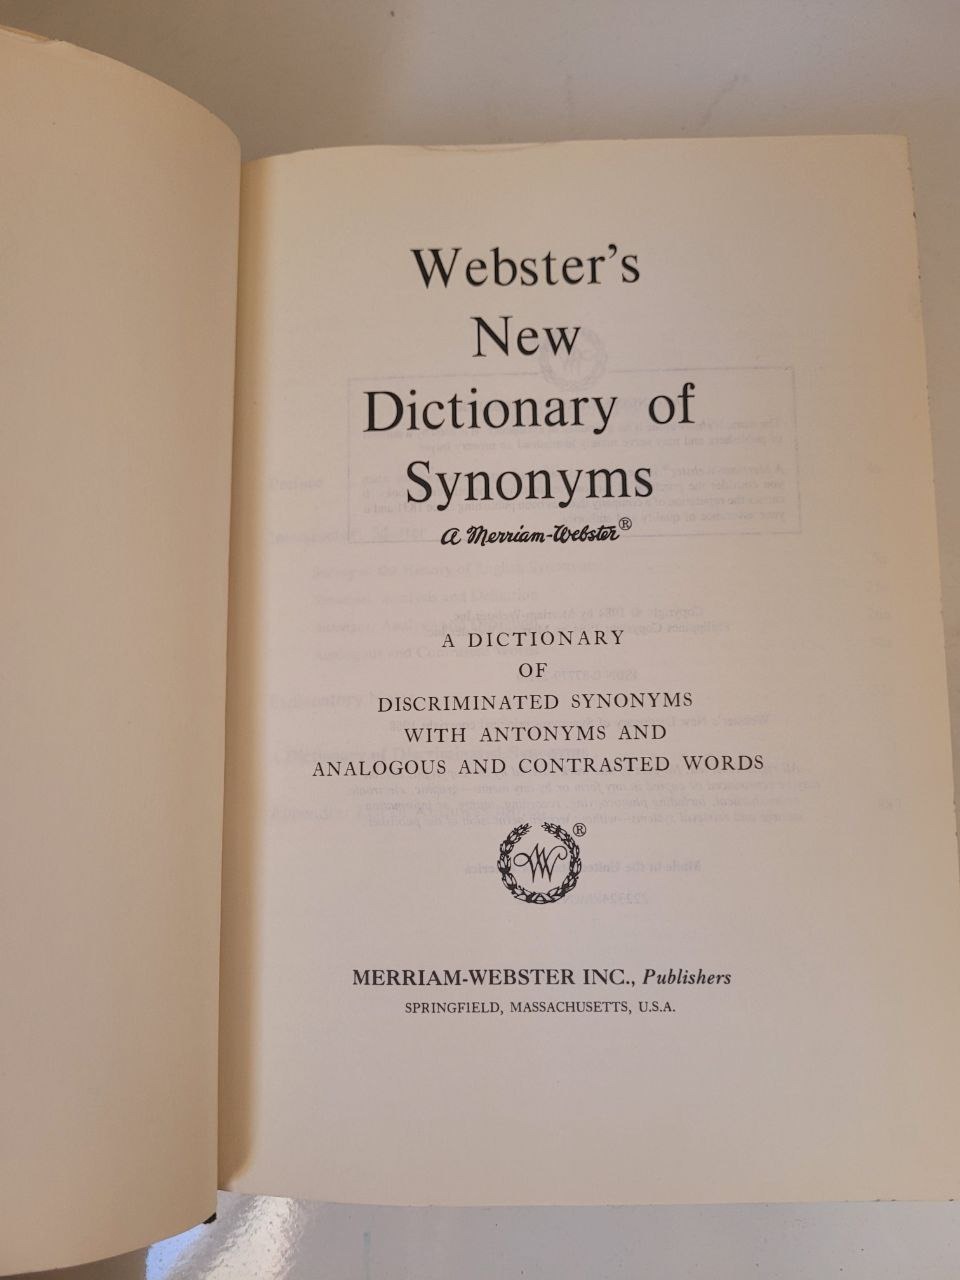 Webster's
New
Dictionary of
Synonyms
a Merriam-Webster®
A DICTIONARY
OF
DISCRIMINATED SYNONYMS
WITH ANTONYMS AND
ANALOGOUS AND CONTRASTED WORDS
W ®
MERRIAM-WEBSTER INC., Publishers
SPRINGFIELD, MASSACHUSETTS, U.S.A.